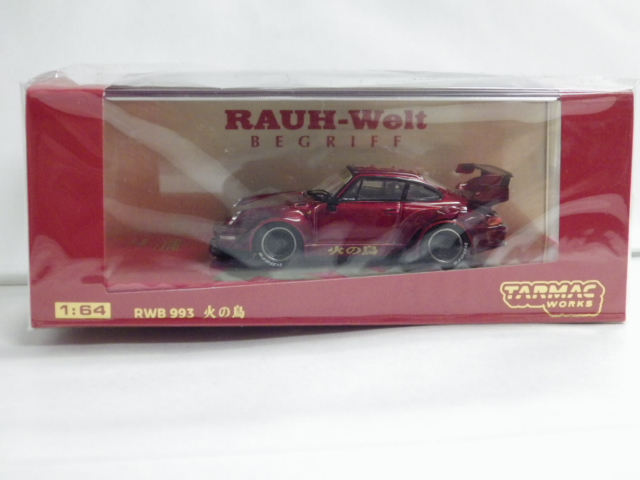 RAUH-Welt
BEGRIFF
火の鳥
1:64
RWB 993 火の鳥
TARMAC
WORKS